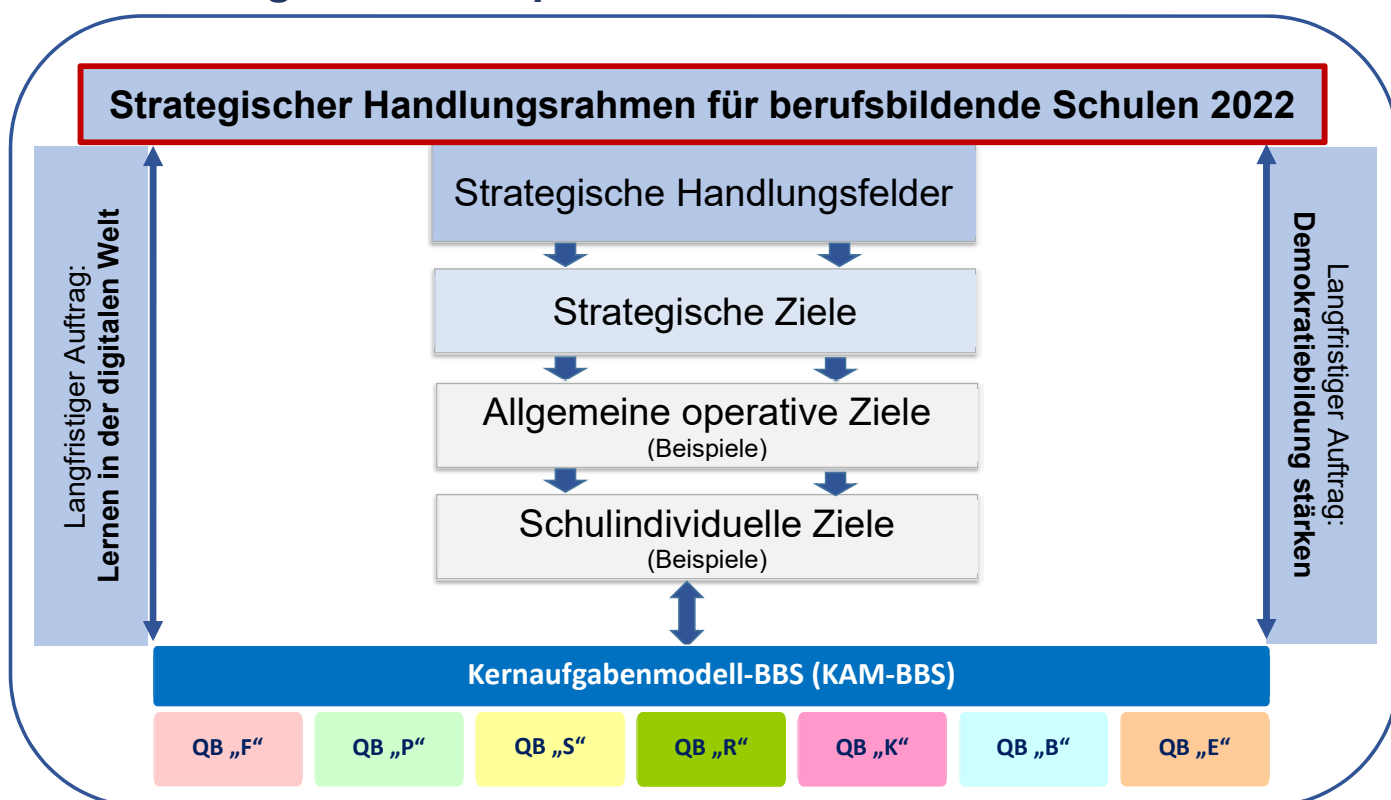 Strategischer Handlungsrahmen für berufsbildende Schulen 2022
Langfristiger Auftrag:
Lernen in der digitalen Welt
Strategische Handlungsfelder
Strategische Ziele
Allgemeine operative Ziele
(Beispiele)
Schulindividuelle Ziele
(Beispiele)
Langfristiger Auftrag:
Demokratiebildung stärken
Kernaufgabenmodell-BBS (KAM-BBS)
QB „F“
QB „P“
QB „S“
QB „R“
QB „K“
QB „B“
QB „E“